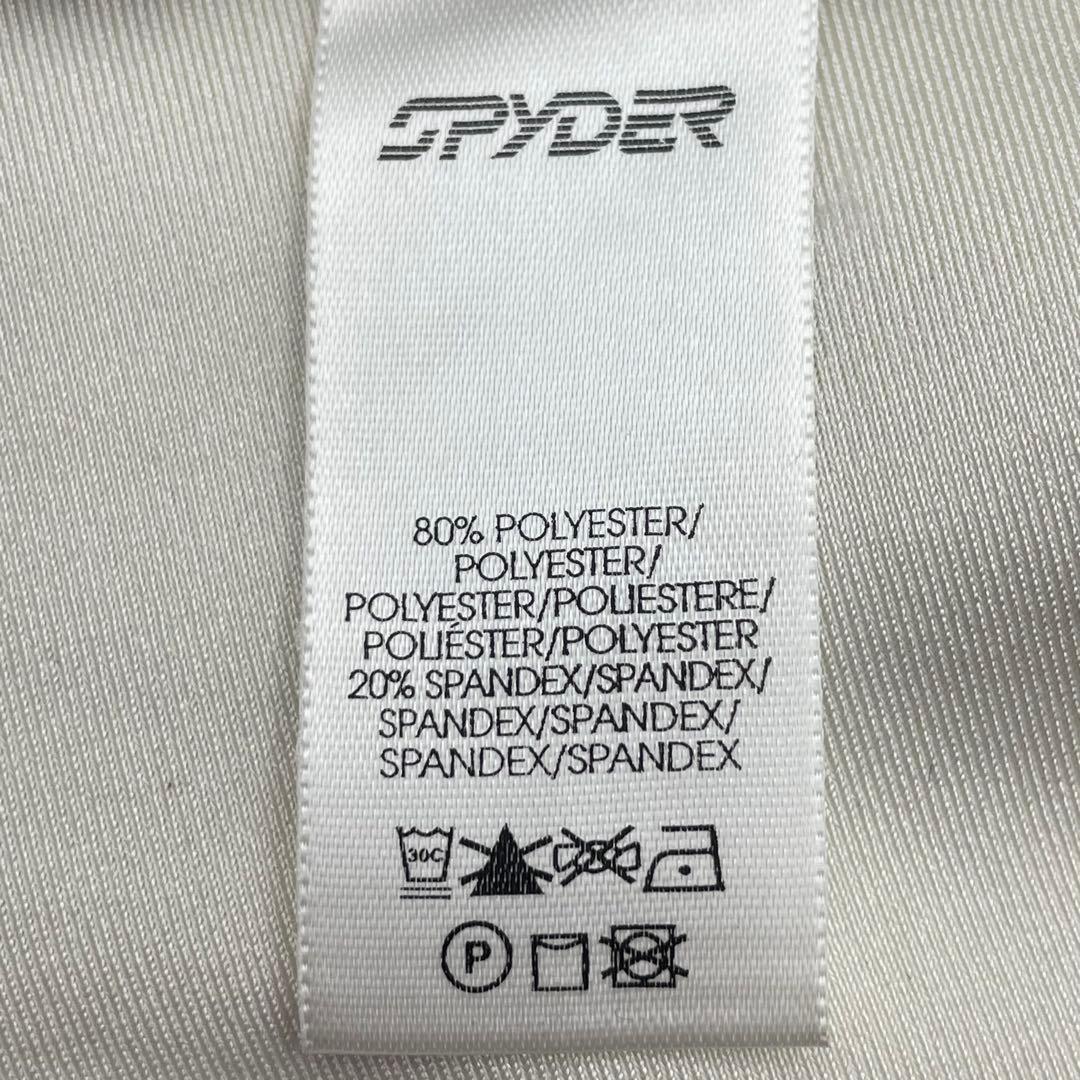 SPYDER
80% POLYESTER/
POLYESTER/
POLYESTER/POLIESTERE/
POLIÉSTER/POLYESTER
20% SPANDEX/SPANDEX/
SPANDEX/SPANDEX/
SPANDEX/SPANDEX
30C
P